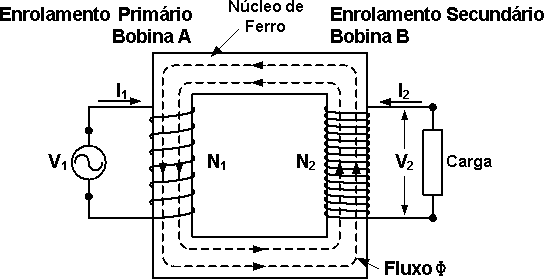 Enrolamento Primário
Bobina A
Núcleo de
Ferro
Enrolamento Secundário
Bobina B
I1
I2
V1
N1
N2
V2
Carga
Fluxo Φ